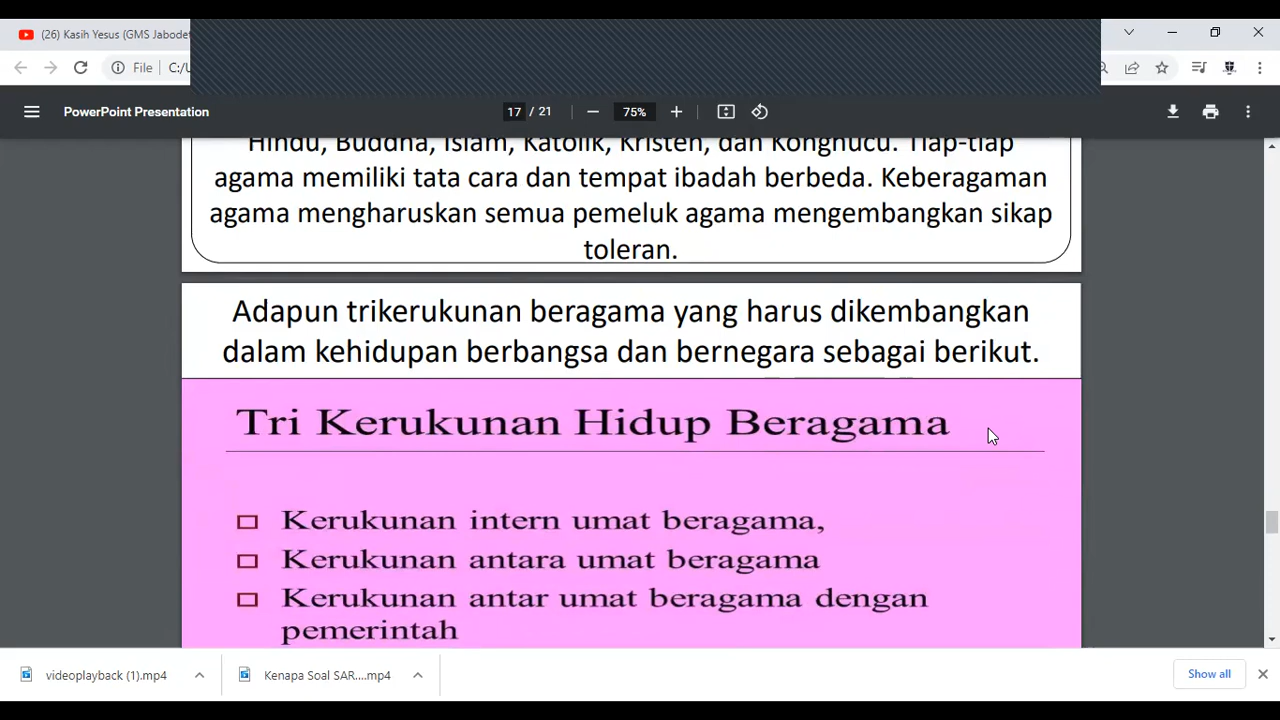 (26) Kasih Yesus (GMS Jabodet
File
C:/U
PowerPoint Presentation
17 / 21
75%
Hindu, Buddha, Islam, Katolik, Kristen, dan Konghucu. Tiap-tiap
agama memiliki tata cara dan tempat ibadah berbeda. Keberagaman
agama mengharuskan semua pemeluk agama mengembangkan sikap
toleran.
Adapun trikerukunan beragama yang harus dikembangkan
dalam kehidupan berbangsa dan bernegara sebagai berikut.
Tri Kerukunan Hidup Beragama
Kerukunan intern umat beragama,
Kerukunan antara umat beragama
Kerukunan antar umat beragama dengan
pemerintah
videoplayback (1).mp4
Kenapa Soal SAR....mp4
Show all